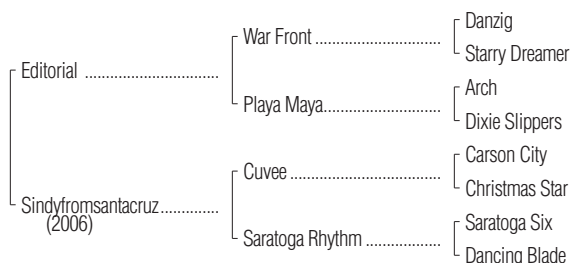 Danzig
War Front ..............................
Starry Dreamer
Editorial ................................
Arch
Playa Maya............................
Dixie Slippers
Carson City
Cuvee ....................................
Christmas Star
Sindyfromsantacruz..............
(2006)
Saratoga Six
Saratoga Rhythm ..................
Dancing Blade